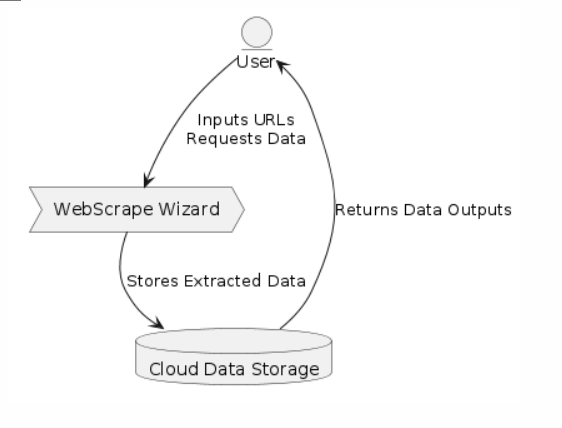 User
Inputs URLs
Requests Data
WebScrape Wizard
Returns Data Outputs
Stores Extracted Data
Cloud Data Storage